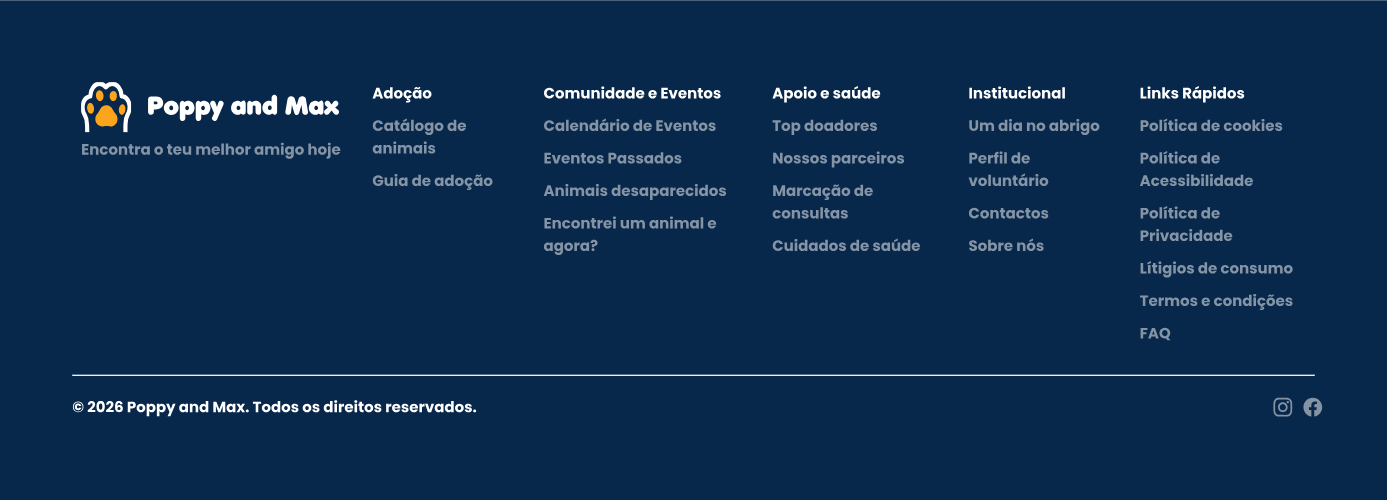 Poppy and Max
Encontra o teu melhor amigo hoje
Adoção
Catálogo de
animais
Guia de adoção
Comunidade e Eventos
Calendário de Eventos
Eventos Passados
Animais desaparecidos
Encontrei um animal e
agora?
Apoio e saúde
Top doadores
Nossos parceiros
Marcação de
consultas
Cuidados de saúde
Institucional
Um dia no abrigo
Perfil de
voluntário
Contactos
Sobre nós
Links Rápidos
Política de cookies
Política de
Acessibilidade
Política de
Privacidade
Lítigios de consumo
Termos e condições
FAQ
© 2026 Poppy and Max. Todos os direitos reservados.